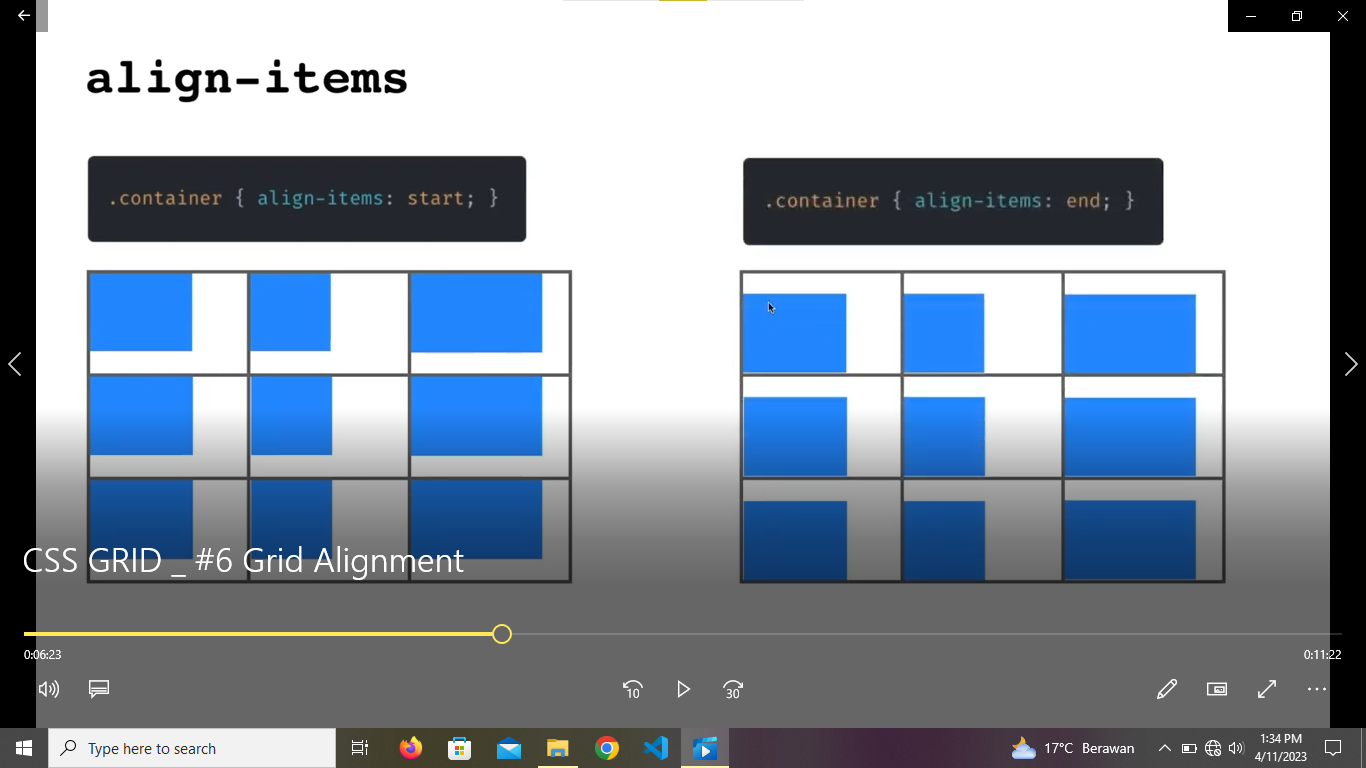 align-items
.container { align-items: start; }
.container { align-items: end; }
CSS GRID _ #6 Grid Alignment
0:06:23
0:11:22
10
30
Type here to search
17°C Berawan
1:34 PM
4/11/2023